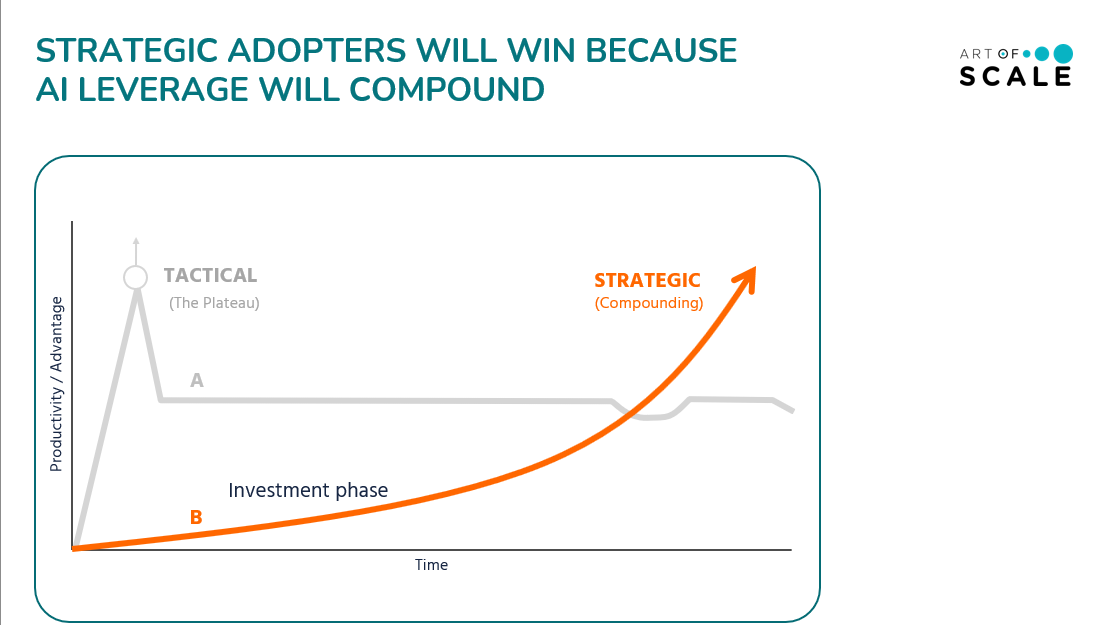 STRATEGIC ADOPTERS WILL WIN BECAUSE
AI LEVERAGE WILL COMPOUND
ART OF
SCALE
TACTICAL
(The Plateau)
STRATEGIC
(Compounding)
A
Productivity / Advantage
Investment phase
B
Time